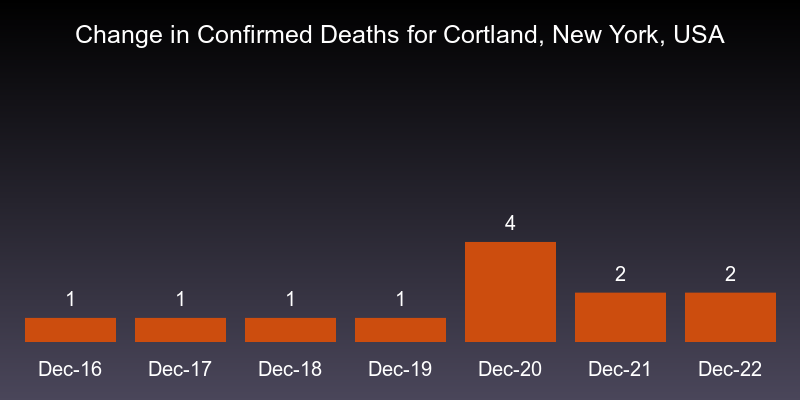 Change in Confirmed Deaths for Cortland, New York, USA
4
2 2
1 1 1 1
Dec-16 Dec-17 Dec-18 Dec-19 Dec-20 Dec-21 Dec-22